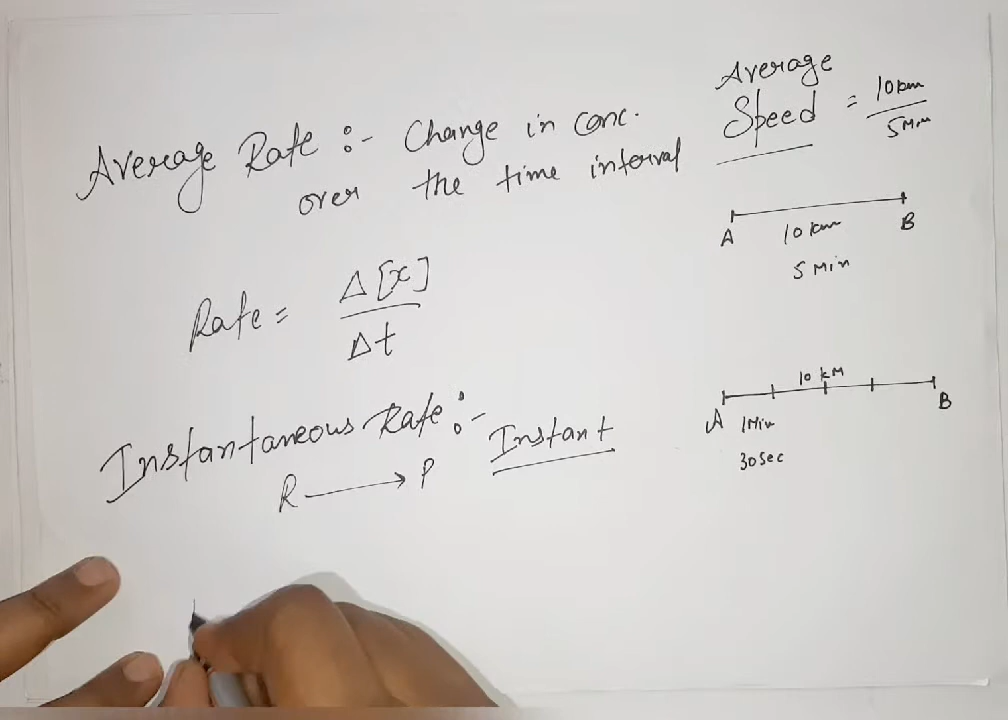 Average Rate :- Change in conc.
over the time interval
Rate = Δ[x]
Δt
Instantaneous Rate :- Instant
R → P
Average
Speed = 10km
5Min
A B
10km
5 Min
10 kM
A B
1Min
30Sec